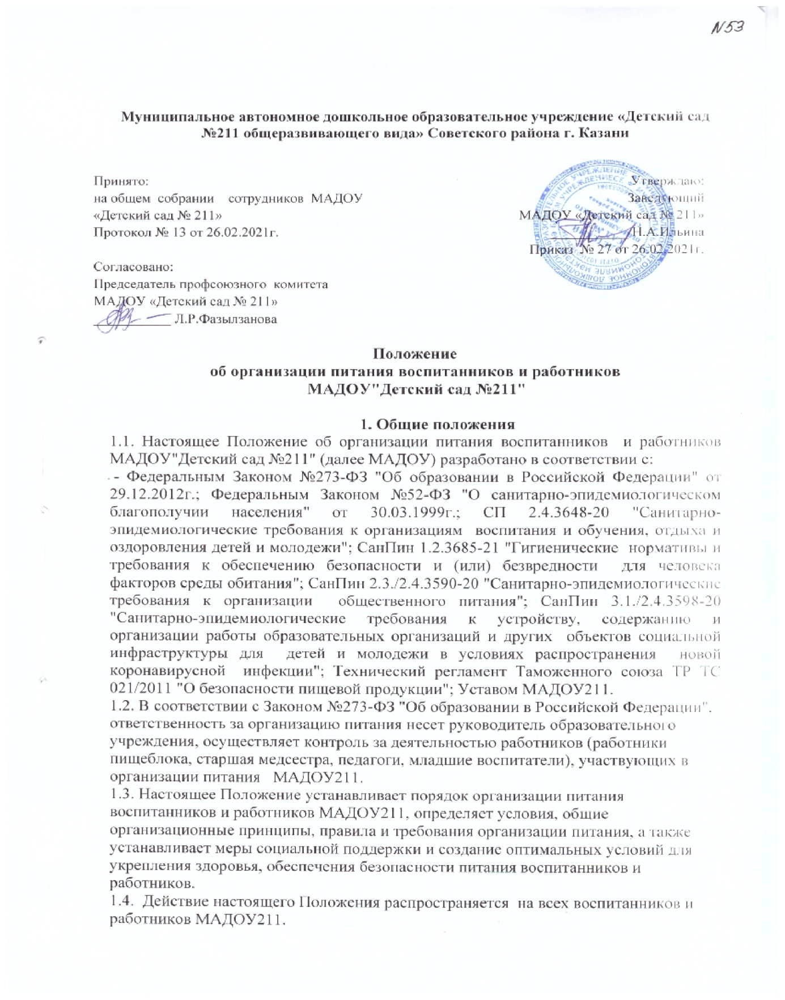 N53
Муниципальное автономное дошкольное образовательное учреждение «Детский сад
№211 общеразвивающего вида» Советского района г. Казани
Принято:
на общем собрании сотрудников МАДОУ
«Детский сад № 211»
Протокол № 13 от 26.02.2021г.
Утверждаю:
Заведующий
МАДОУ «Детский сад № 211»
Н.А.Ильина
Приказ № 27 от 26.02.2021г.
Согласовано:
Председатель профсоюзного комитета
МАДОУ «Детский сад № 211»
Л.Р.Фазылзанова
Положение
об организации питания воспитанников и работников
МАДОУ"Детский сад №211"
1. Общие положения
1.1. Настоящее Положение об организации питания воспитанников и работников
МАДОУ"Детский сад №211" (далее МАДОУ) разработано в соответствии с:
- Федеральным Законом №273-ФЗ "Об образовании в Российской Федерации" от
29.12.2012г.; Федеральным Законом №52-ФЗ "О санитарно-эпидемиологическом
благополучии населения" от 30.03.1999г.; СП 2.4.3648-20 "Санитарно-
эпидемиологические требования к организациям воспитания и обучения, отдыха и
оздоровления детей и молодежи"; СанПин 1.2.3685-21 "Гигиенические нормативы и
требования к обеспечению безопасности и (или) безвредности для человека
факторов среды обитания"; СанПин 2.3./2.4.3590-20 "Санитарно-эпидемиологические
требования к организации общественного питания"; СанПин 3.1./2.4.3598-20
"Санитарно-эпидемиологические требования к устройству, содержанию и
организации работы образовательных организаций и других объектов социальной
инфраструктуры для детей и молодежи в условиях распространения новой
коронавирусной инфекции"; Технический регламент Таможенного союза ТР ТС
021/2011 "О безопасности пищевой продукции"; Уставом МАДОУ211.
1.2. В соответствии с Законом №273-ФЗ "Об образовании в Российской Федерации".
ответственность за организацию питания несет руководитель образовательного
учреждения, осуществляет контроль за деятельностью работников (работники
пищеблока, старшая медсестра, педагоги, младшие воспитатели), участвующих в
организации питания МАДОУ211.
1.3. Настоящее Положение устанавливает порядок организации питания
воспитанников и работников МАДОУ211, определяет условия, общие
организационные принципы, правила и требования организации питания, а также
устанавливает меры социальной поддержки и создание оптимальных условий для
укрепления здоровья, обеспечения безопасности питания воспитанников и
работников.
1.4. Действие настоящего Положения распространяется на всех воспитанников и
работников МАДОУ211.